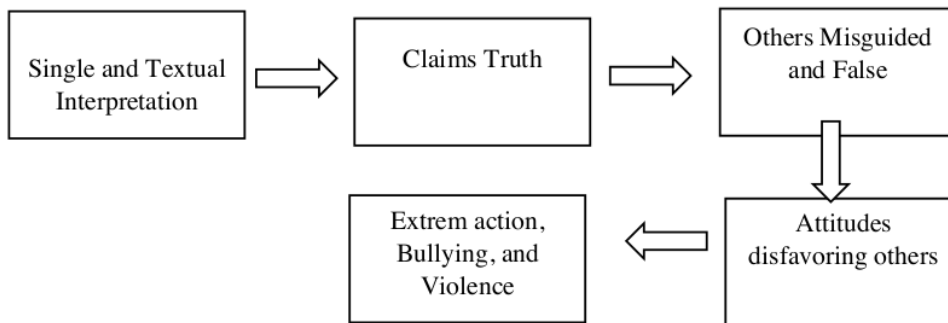 Single and Textual
Interpretation
Claims Truth
Others Misguided
and False
Attitudes
disfavoring others
Extrem action,
Bullying, and
Violence